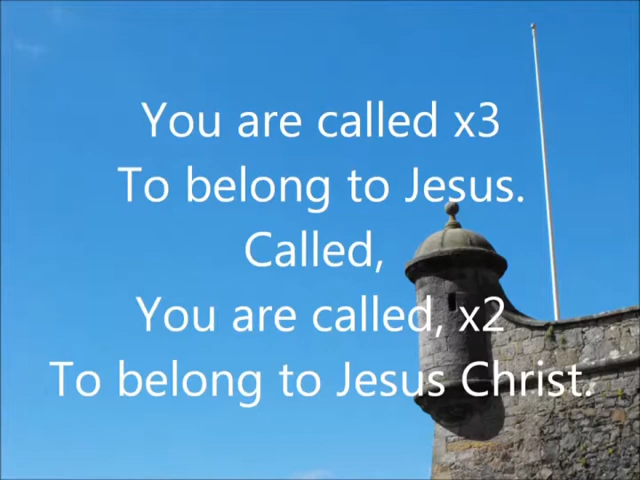 You are called x3
To belong to Jesus.
Called,
You are called, x2
To belong to Jesus Christ.